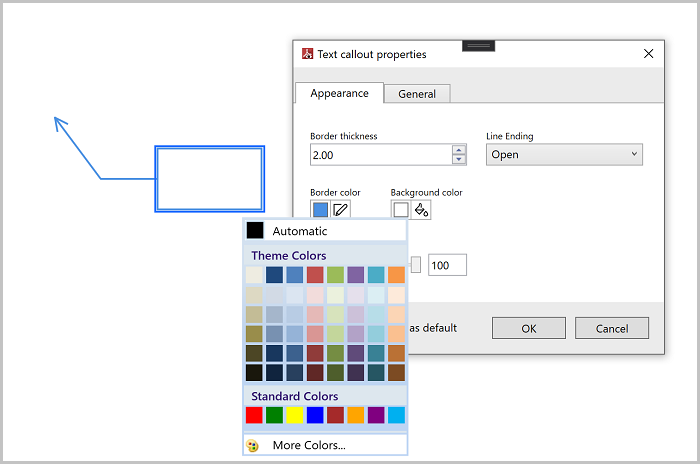 Text callout properties
Appearance General
Border thickness Line Ending
2.00 Open
Border color Background color
Automatic
Theme Colors
100
as default OK Cancel
Standard Colors
More Colors...